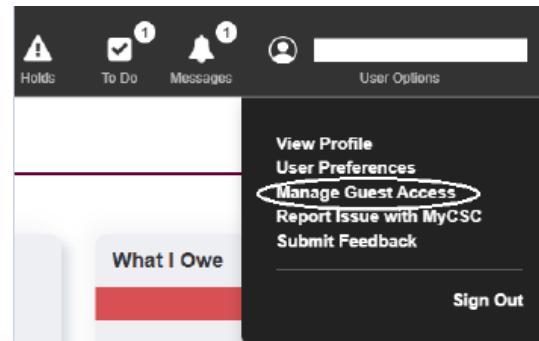 1
1
Holds
To Do
Messages
User Options
View Profile
User Preferences
Manage Guest Access
Report Issue with MyCSC
Submit Feedback
What I Owe
Sign Out